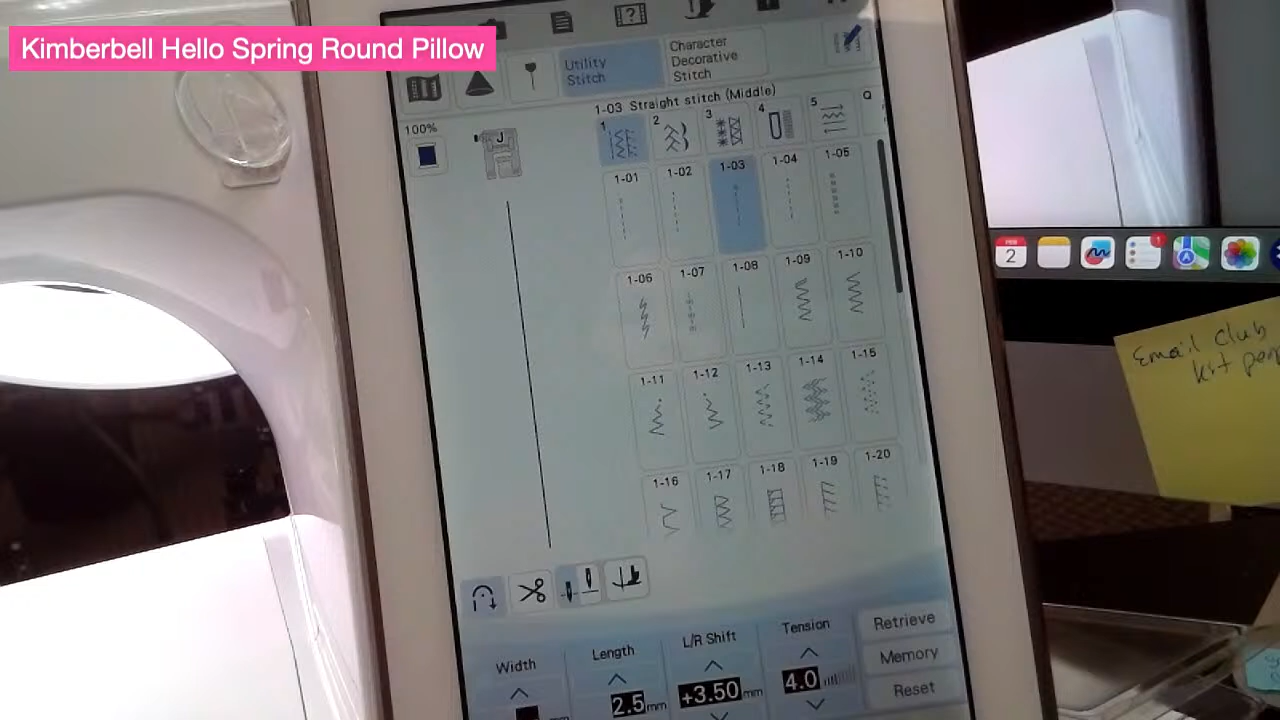 Kimberbell Hello Spring Round Pillow
Utility
Stitch
Character
Decorative
Stitch
1-03 Straight stitch (Middle)
100%
J
1
2
3
4
5
Q
1-01
1-02
1-03
1-04
1-05
1-06
1-07
1-08
1-09
1-10
1-11
1-12
1-13
1-14
1-15
1-16
1-17
1-18
1-19
1-20
Width
mm
Length
2.5 mm
L/R Shift
+3.50 mm
Tension
4.0
Retrieve
Memory
Reset
FEB
2
1
Email Club
kit